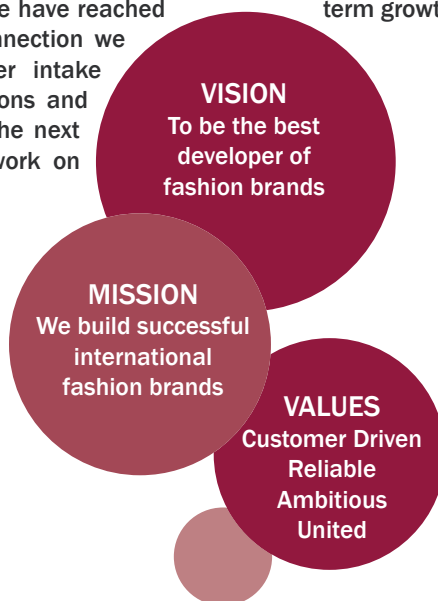 e have reached
nnection we
er intake
ons and
he next
work on
term growt
VISION
To be the best
developer of
fashion brands
MISSION
We build successful
international
fashion brands
VALUES
Customer Driven
Reliable
Ambitious
United